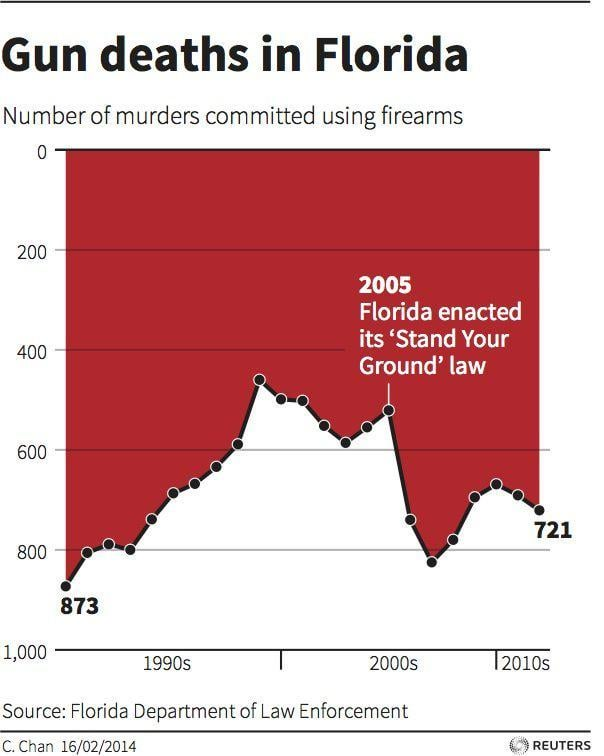 Gun deaths in Florida
Number of murders committed using firearms
0
200
400
600
800
1,000
2005
Florida enacted
its ‘Stand Your
Ground’ law
873
721
1990s
2000s
2010s
Source: Florida Department of Law Enforcement
C. Chan 16/02/2014
REUTERS